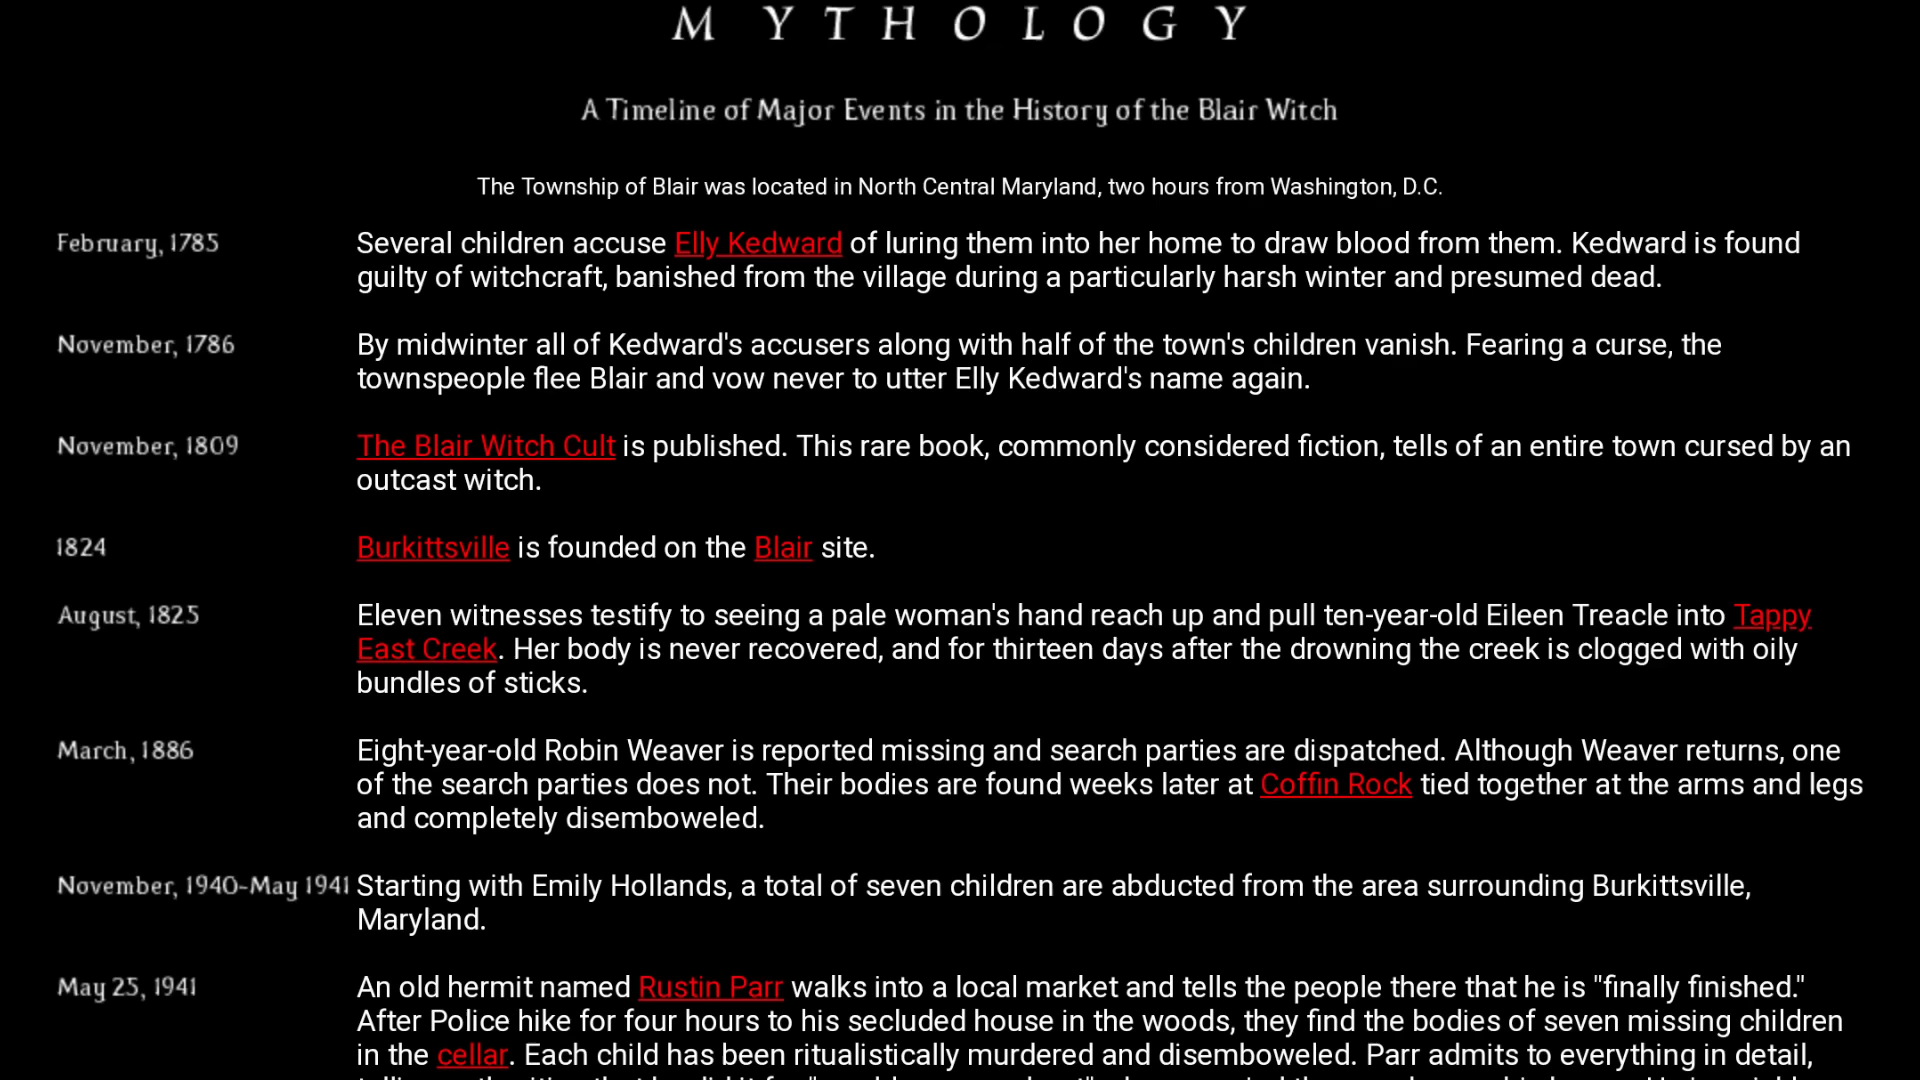 MYTHOLOGY
A Timeline of Major Events in the History of the Blair Witch
The Township of Blair was located in North Central Maryland, two hours from Washington, D.C.
February, 1785
Several children accuse Elly Kedward of luring them into her home to draw blood from them. Kedward is found
guilty of witchcraft, banished from the village during a particularly harsh winter and presumed dead.
November, 1786
By midwinter all of Kedward's accusers along with half of the town's children vanish. Fearing a curse, the
townspeople flee Blair and vow never to utter Elly Kedward's name again.
November, 1809
The Blair Witch Cult is published. This rare book, commonly considered fiction, tells of an entire town cursed by an
outcast witch.
1824
Burkittsville is founded on the Blair site.
August, 1825
Eleven witnesses testify to seeing a pale woman's hand reach up and pull ten-year-old Eileen Treacle into Tappy
East Creek. Her body is never recovered, and for thirteen days after the drowning the creek is clogged with oily
bundles of sticks.
March, 1886
Eight-year-old Robin Weaver is reported missing and search parties are dispatched. Although Weaver returns, one
of the search parties does not. Their bodies are found weeks later at Coffin Rock tied together at the arms and legs
and completely disemboweled.
November, 1940-May 1941
Starting with Emily Hollands, a total of seven children are abducted from the area surrounding Burkittsville,
Maryland.
May 25, 1941
An old hermit named Rustin Parr walks into a local market and tells the people there that he is "finally finished."
After Police hike for four hours to his secluded house in the woods, they find the bodies of seven missing children
in the cellar. Each child has been ritualistically murdered and disemboweled. Parr admits to everything in detail,